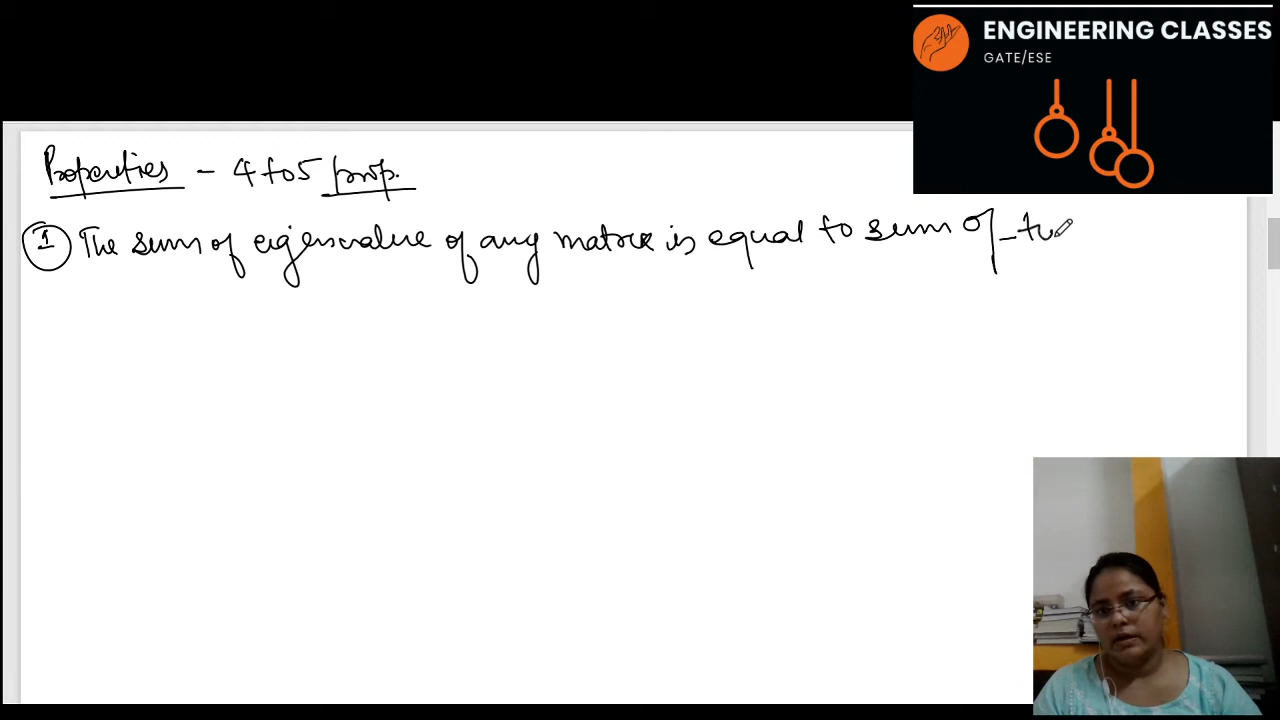 ENGINEERING CLASSES
GATE/ESE
Properties - 4 to 5 prop.
1 The sum of eigenvalue of any matrix is equal to sum of